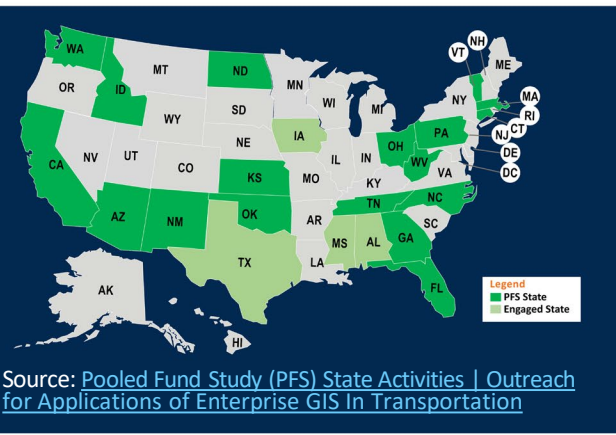 WA
MT
ND
MN
VT
NH
ME
OR
ID
SD
WI
MI
NY
MA
RI
CT
WY
IA
PA
NJ
NE
OH
DE
NV
UT
IL
IN
WV
DC
CA
CO
KS
MO
KY
VA
AZ
NM
OK
AR
TN
NC
SC
TX
MS
AL
GA
LA
FL
AK
HI
Legend
PFS State
Engaged State
Source: Pooled Fund Study (PFS) State Activities | Outreach
for Applications of Enterprise GIS In Transportation